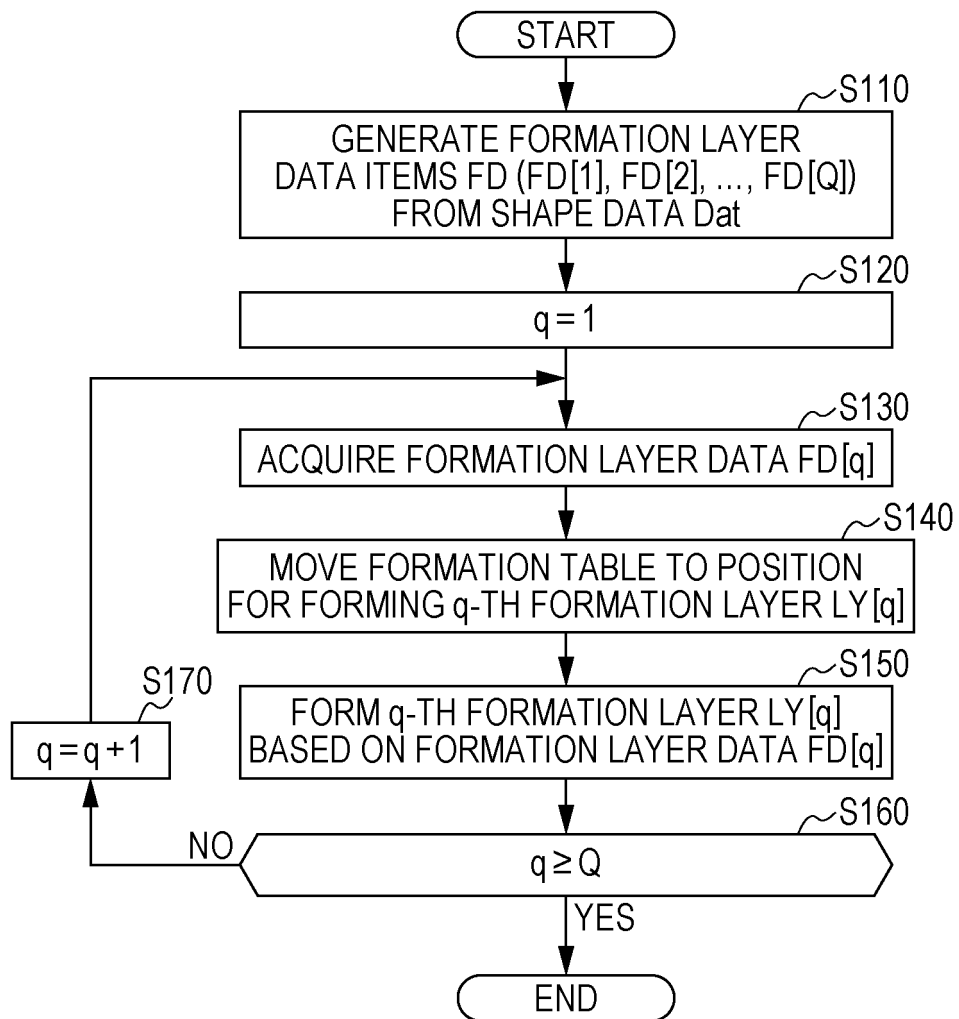 START
S110
GENERATE FORMATION LAYER
DATA ITEMS FD (FD[1], FD[2], ..., FD[Q])
FROM SHAPE DATA Dat
S120
q=1
S130
ACQUIRE FORMATION LAYER DATA FD[q]
S140
MOVE FORMATION TABLE TO POSITION
FOR FORMING q-TH FORMATION LAYER LY[q]
S150
FORM q-TH FORMATION LAYER LY[q]
BASED ON FORMATION LAYER DATA FD[q]
S170
q=q+1
S160
q≥Q
NO
YES
END